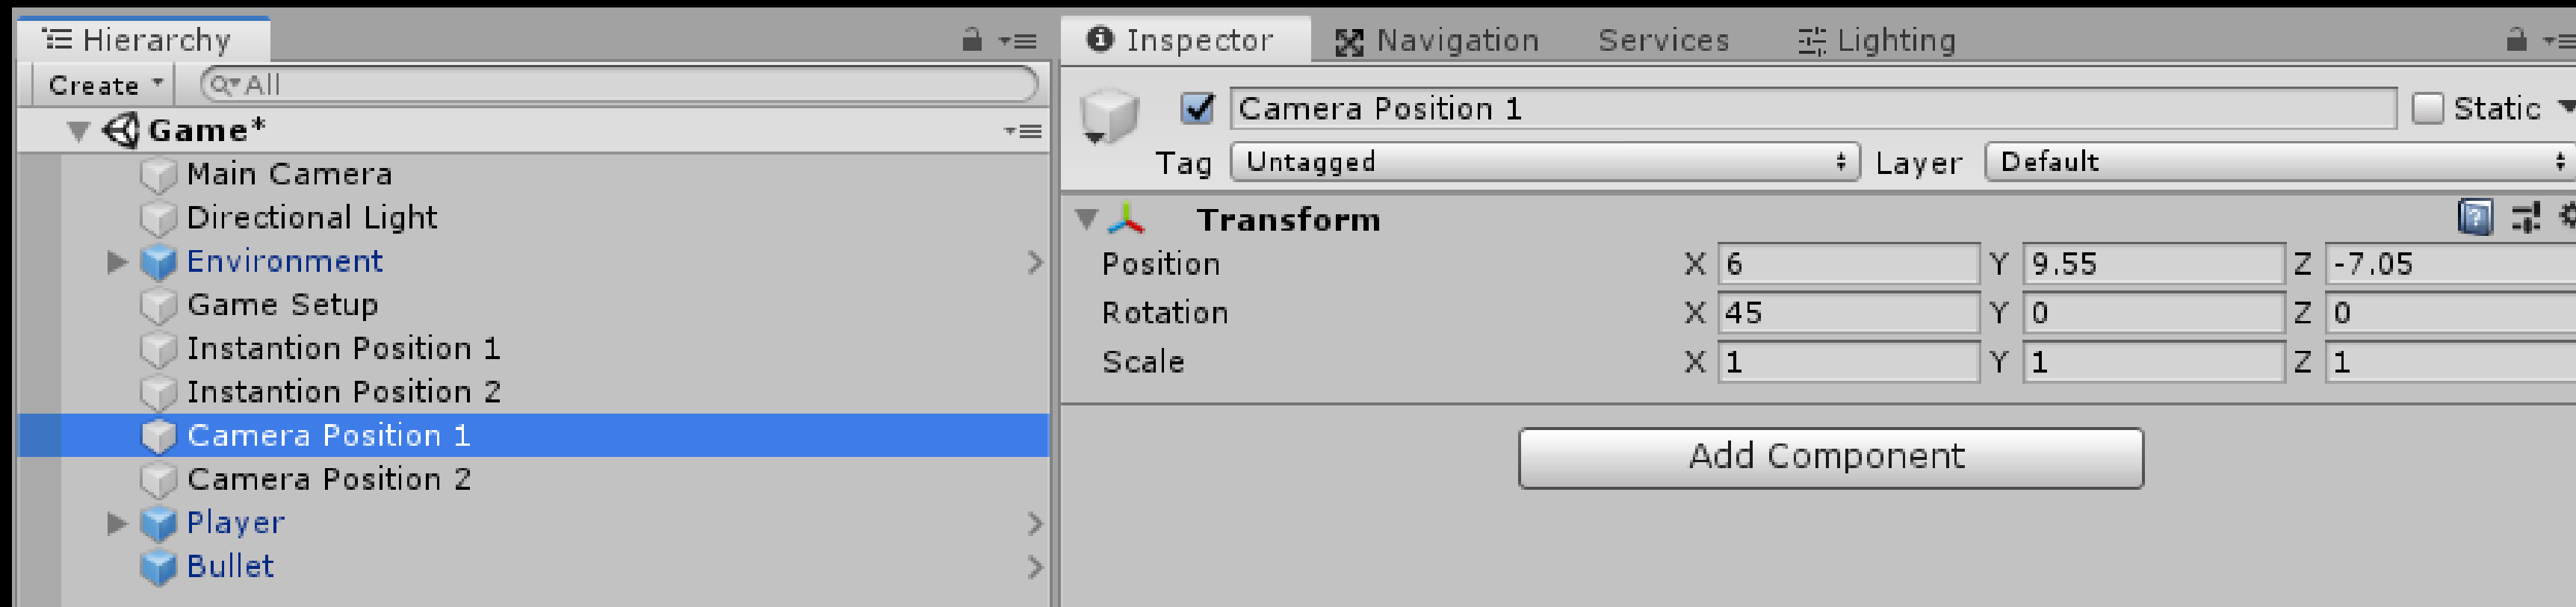 Hierarchy
Create
All
Game*
Main Camera
Directional Light
Environment
Game Setup
Instantion Position 1
Instantion Position 2
Camera Position 1
Camera Position 2
Player
Bullet
Inspector Navigation Services Lighting
Camera Position 1 Static
Tag Untagged Layer Default
Transform
Position X 6 Y 9.55 Z -7.05
Rotation X 45 Y 0 Z 0
Scale X 1 Y 1 Z 1
Add Component